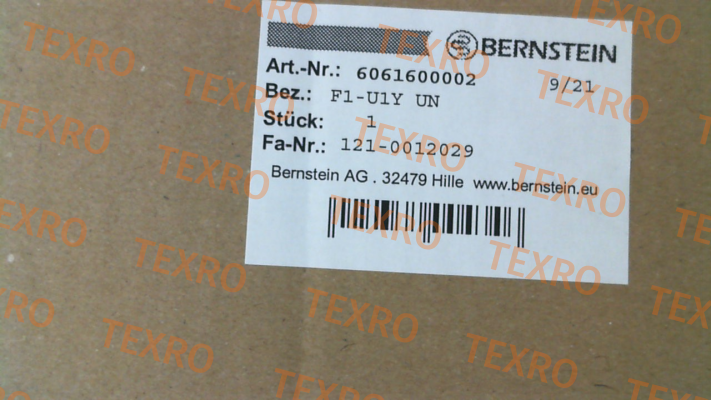 BERNSTEIN
Art.-Nr.: 6061600002 9/21
Bez.: F1-U1Y UN
Stück: 1
Fa-Nr.: 121-0012029
Bernstein AG . 32479 Hille www.bernstein.eu
TEXRO